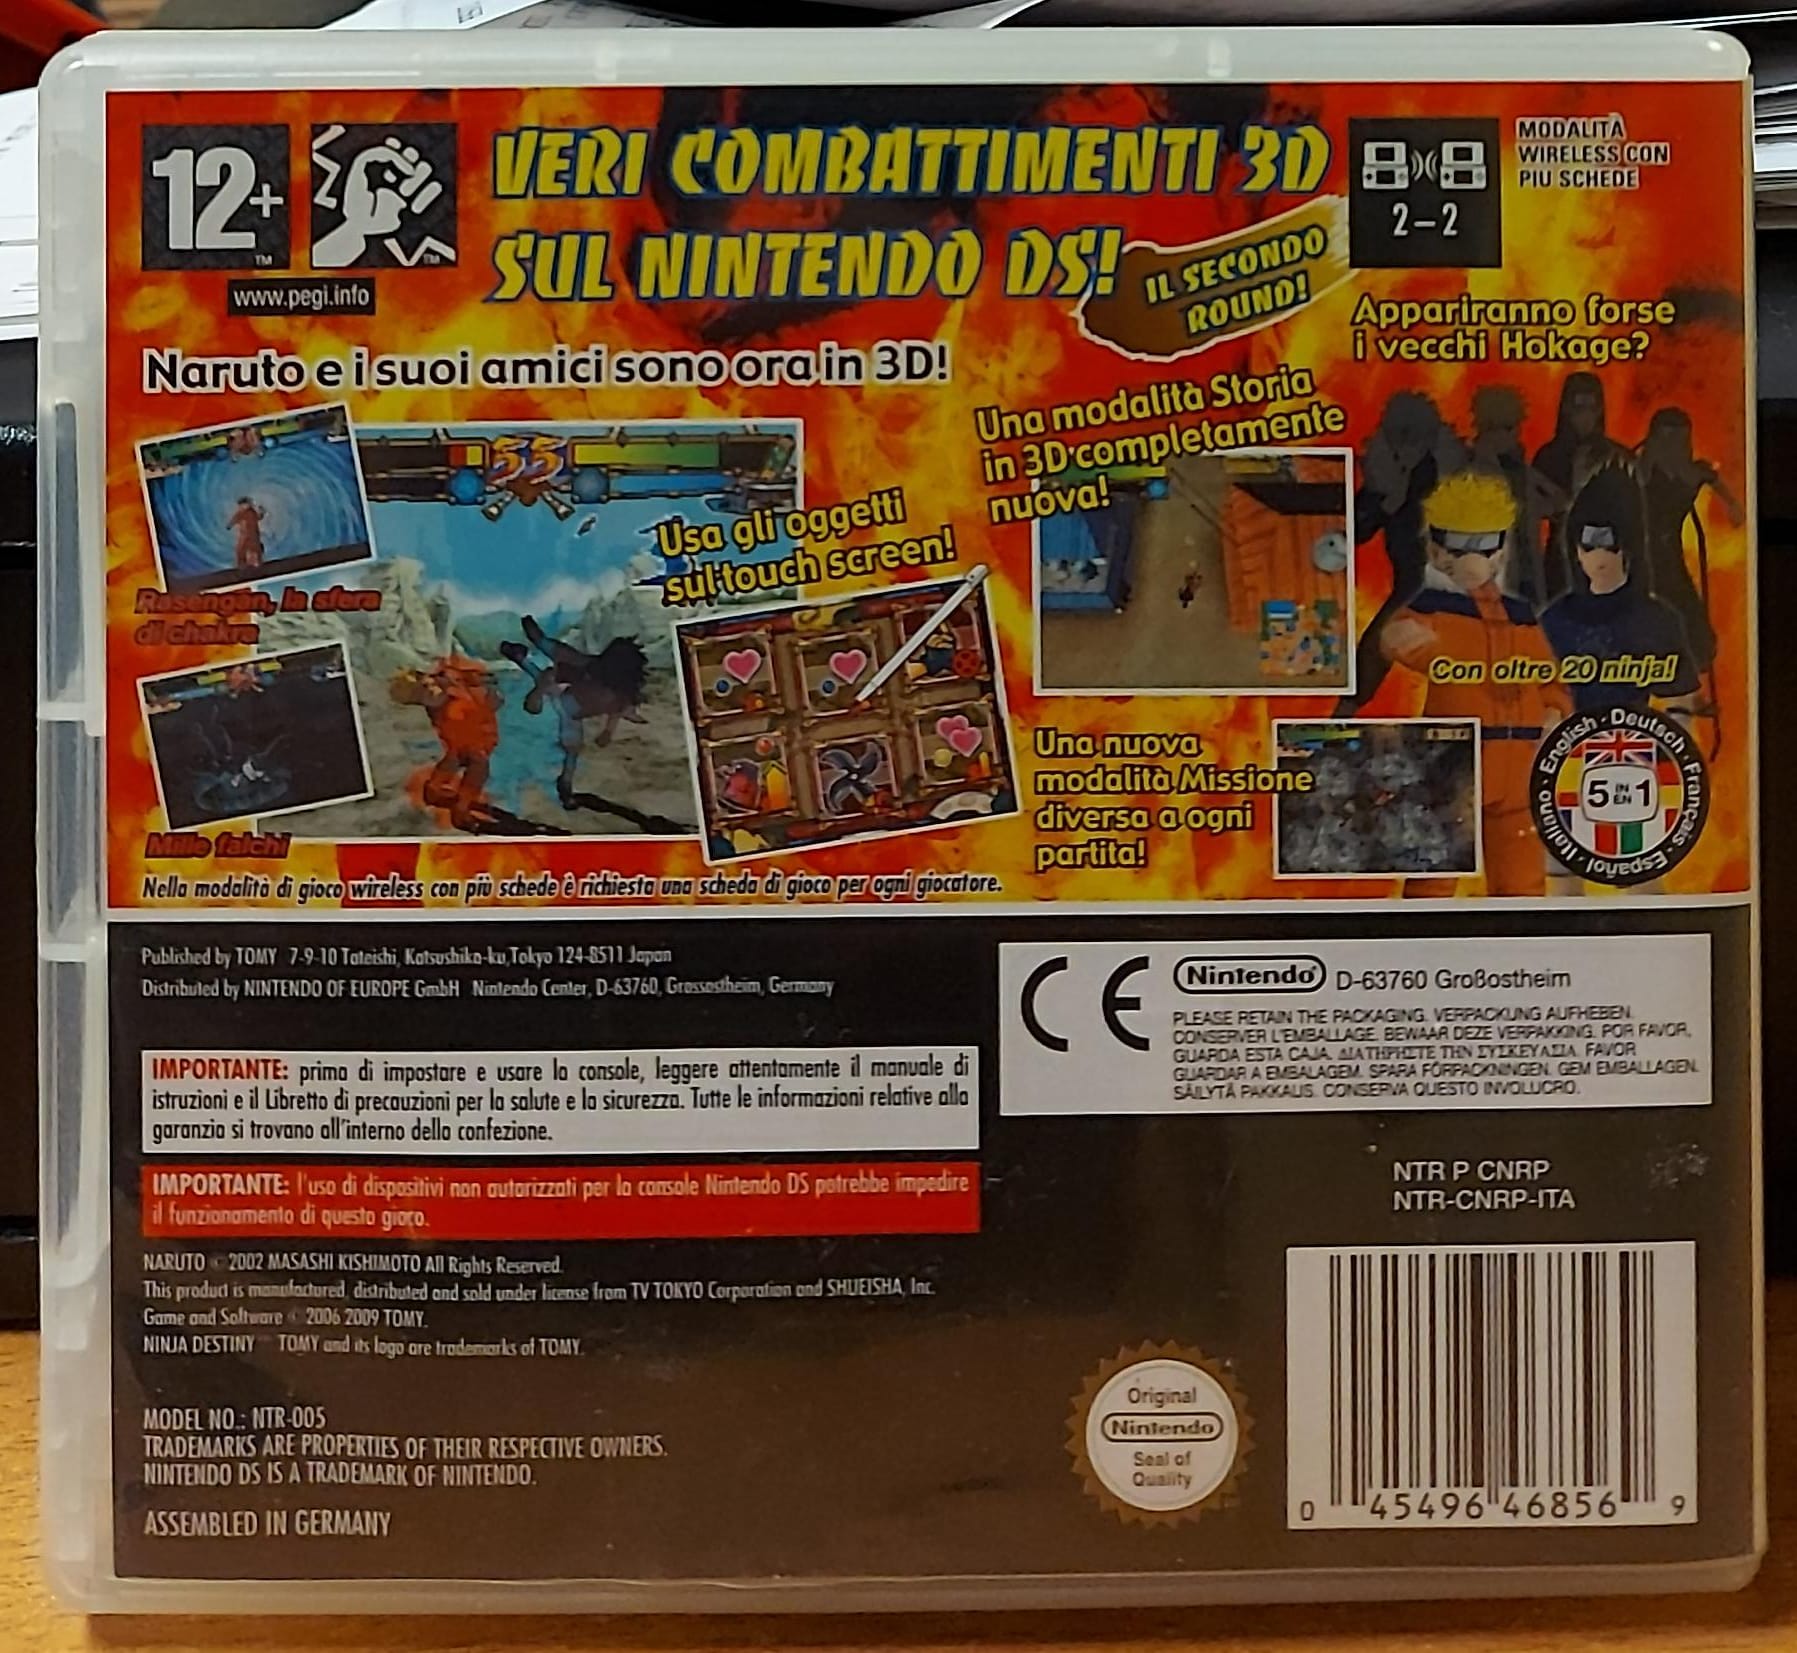 12+
TM
TM
www.pegi.info
VERI COMBATTIMENTI 3D
SUL NINTENDO DS!
IL SECONDO
ROUND!
2-2
MODALITÀ
WIRELESS CON
PIÙ SCHEDE
Naruto e i suoi amici sono ora in 3D!
Appariranno forse
i vecchi Hokage?
Una modalità Storia
in 3D completamente
nuova!
55
Usa gli oggetti
sul touch screen!
Rasengan, la sfera
di chakra
Con oltre 20 ninja!
Una nuova
modalità Missione
diversa a ogni
partita!
English · Deutsch · Français · Español · Italiano ·
5 IN EN 1
Mille falchi
Nella modalità di gioco wireless con più schede è richiesta una scheda di gioco per ogni giocatore.
Published by TOMY 7-9-10 Tateishi, Katsushika-ku,Tokyo 124-8511 Japan
Distributed by NINTENDO OF EUROPE GmbH Nintendo Center, D-63760, Grossostheim, Germany
CE
Nintendo® D-63760 Großostheim
PLEASE RETAIN THE PACKAGING. VERPACKUNG AUFHEBEN.
CONSERVER L'EMBALLAGE. BEWAAR DEZE VERPAKKING. POR FAVOR,
GUARDA ESTA CAJA. ΔΙΑΤΗΡΗΣΤΕ ΤΗΝ ΣΥΣΚΕΥΑΣΙΑ. FAVOR
GUARDAR A EMBALAGEM. SPARA FÖRPACKNINGEN. GEM EMBALLAGEN.
SÄILYTÄ PAKKAUS. CONSERVA QUESTO INVOLUCRO.
IMPORTANTE: prima di impostare e usare la console, leggere attentamente il manuale di
istruzioni e il Libretto di precauzioni per la salute e la sicurezza. Tutte le informazioni relative alla
garanzia si trovano all'interno della confezione.
IMPORTANTE: l'uso di dispositivi non autorizzati per la console Nintendo DS potrebbe impedire
il funzionamento di questo gioco.
NTR P CNRP
NTR-CNRP-ITA
NARUTO © 2002 MASASHI KISHIMOTO All Rights Reserved.
This product is manufactured, distributed and sold under license from TV TOKYO Corporation and SHUEISHA, Inc.
Game and Software © 2006 2009 TOMY.
NINJA DESTINY™ TOMY and its logo are trademarks of TOMY.
MODEL NO.: NTR-005
TRADEMARKS ARE PROPERTIES OF THEIR RESPECTIVE OWNERS.
NINTENDO DS IS A TRADEMARK OF NINTENDO.
ASSEMBLED IN GERMANY
Original
Nintendo
Seal of
Quality
0 45496 46856 9